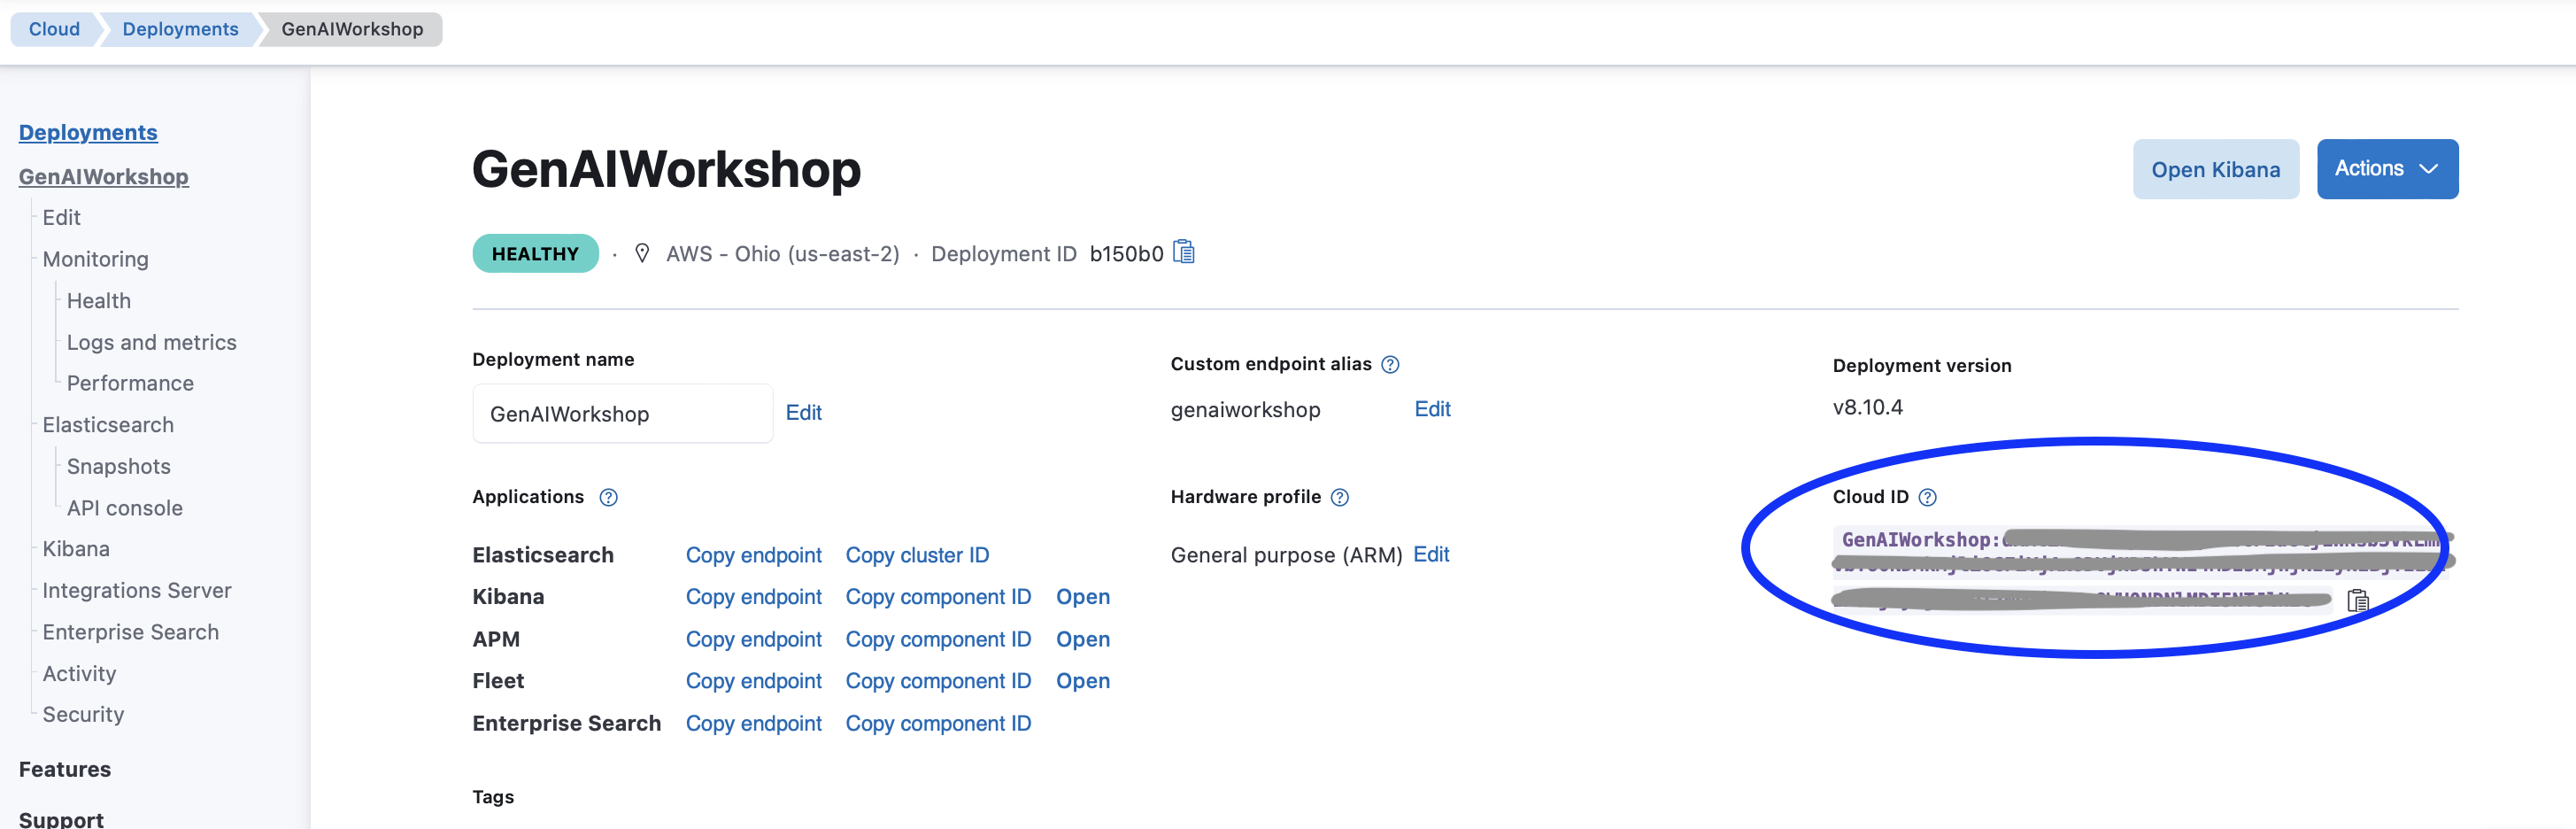 Cloud Deployments GenAIWorkshop
Deployments
GenAIWorkshop
Edit
Monitoring
Health
Logs and metrics
Performance
Elasticsearch
Snapshots
API console
Kibana
Integrations Server
Enterprise Search
Activity
Security
Features
Support
GenAIWorkshop
Open Kibana
Actions
HEALTHY · AWS - Ohio (us-east-2) · Deployment ID b150b0
Deployment name
GenAIWorkshop Edit
Custom endpoint alias
genaiworkshop Edit
Deployment version
v8.10.4
Applications
Elasticsearch Copy endpoint Copy cluster ID
Kibana Copy endpoint Copy component ID Open
APM Copy endpoint Copy component ID Open
Fleet Copy endpoint Copy component ID Open
Enterprise Search Copy endpoint Copy component ID
Hardware profile
General purpose (ARM) Edit
Cloud ID
GenAIWorkshop:
Tags